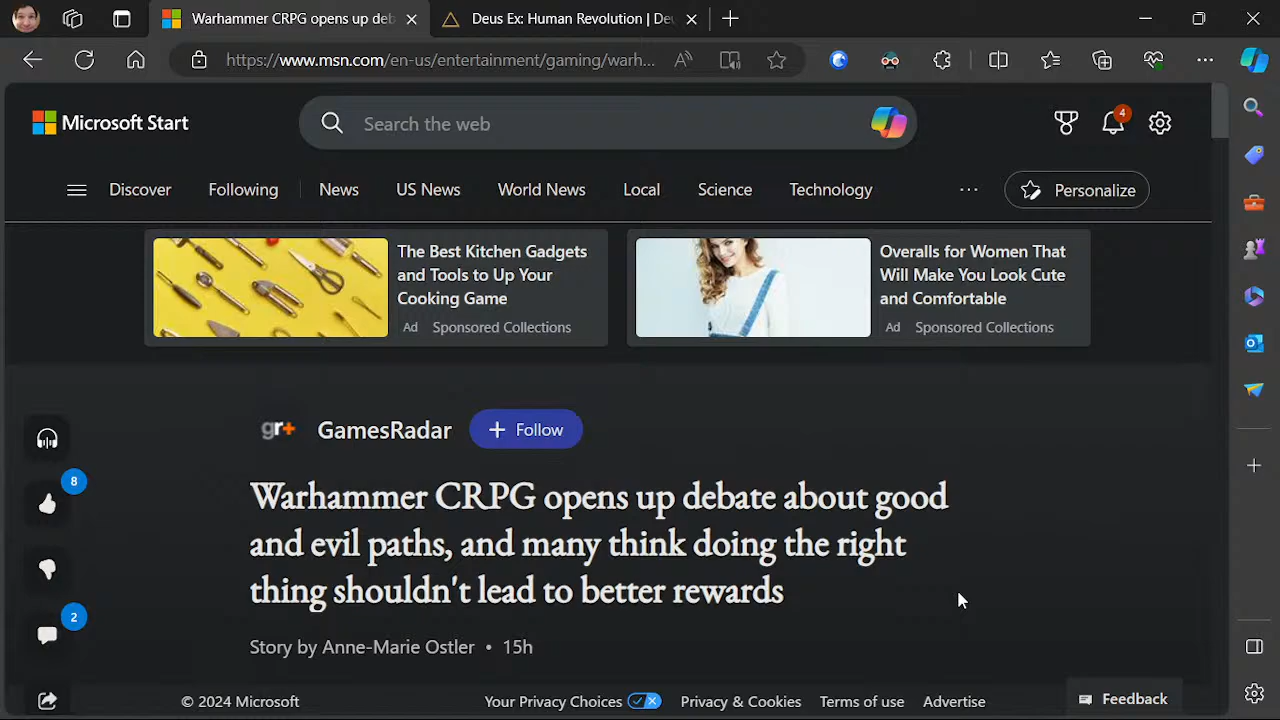 Warhammer CRPG opens up deb
Deus Ex: Human Revolution | De
https://www.msn.com/en-us/entertainment/gaming/warh...
Microsoft Start
Search the web
4
Discover
Following
News
US News
World News
Local
Science
Technology
Personalize
The Best Kitchen Gadgets
and Tools to Up Your
Cooking Game
Ad Sponsored Collections
Overalls for Women That
Will Make You Look Cute
and Comfortable
Ad Sponsored Collections
gr+
GamesRadar
+ Follow
8
Warhammer CRPG opens up debate about good
and evil paths, and many think doing the right
thing shouldn't lead to better rewards
2
Story by Anne-Marie Ostler • 15h
© 2024 Microsoft
Your Privacy Choices
Privacy & Cookies
Terms of use
Advertise
Feedback